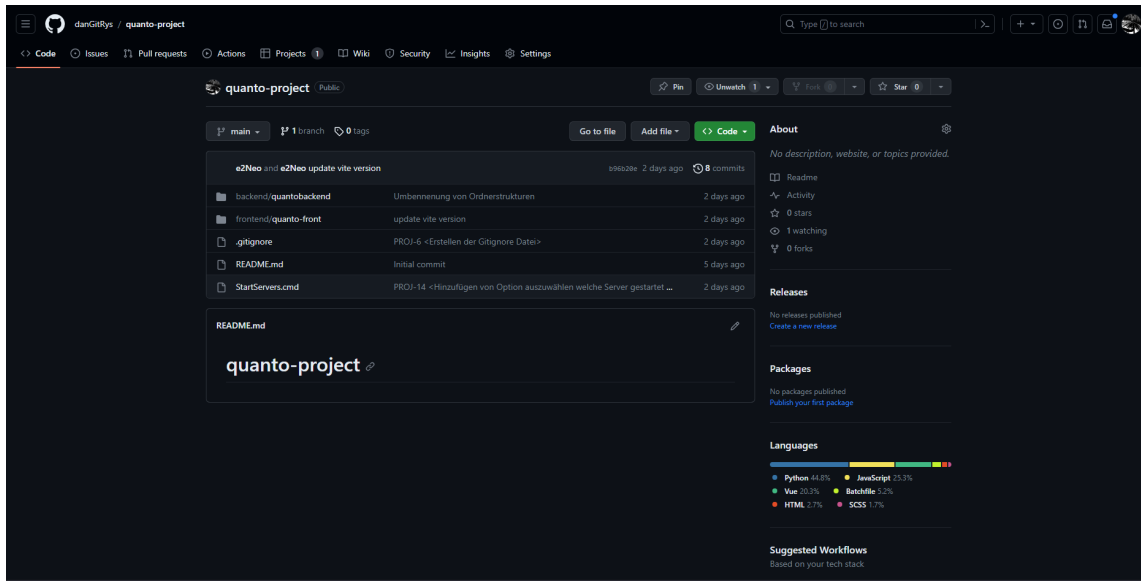 danGitRys / quanto-project
Type / to search
Code Issues Pull requests Actions Projects 1 Wiki Security Insights Settings
quanto-project Public
Pin Unwatch 1 Fork 0 Star 0
main 1 branch 0 tags
Go to file Add file Code
e2Neo and e2Neo update vite version b96b20e 2 days ago 8 commits
backend/quantobackend Umbennenung von Ordnerstrukturen 2 days ago
frontend/quanto-front update vite version 2 days ago
.gitignore PROJ-6 <Erstellen der Gitignore Datei> 2 days ago
README.md Initial commit 5 days ago
StartServers.cmd PROJ-14 <Hinzufügen von Option auszuwählen welche Server gestartet ... 2 days ago
README.md
quanto-project
About
No description, website, or topics provided.
Readme
Activity
0 stars
1 watching
0 forks
Releases
No releases published
Create a new release
Packages
No packages published
Publish your first package
Languages
Python 44.8% JavaScript 25.3%
Vue 20.3% Batchfile 5.2%
HTML 2.7% SCSS 1.7%
Suggested Workflows
Based on your tech stack